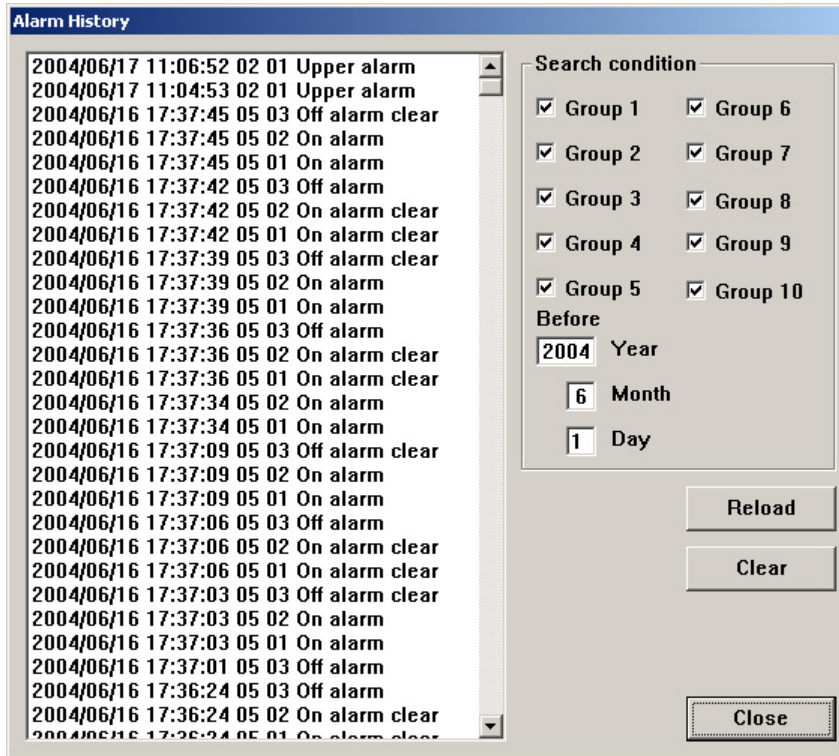 Alarm History
2004/06/17 11:06:52 02 01 Upper alarm
2004/06/17 11:04:53 02 01 Upper alarm
2004/06/16 17:37:45 05 03 Off alarm clear
2004/06/16 17:37:45 05 02 On alarm
2004/06/16 17:37:45 05 01 On alarm
2004/06/16 17:37:42 05 03 Off alarm
2004/06/16 17:37:42 05 02 On alarm clear
2004/06/16 17:37:42 05 01 On alarm clear
2004/06/16 17:37:39 05 03 Off alarm clear
2004/06/16 17:37:39 05 02 On alarm
2004/06/16 17:37:39 05 01 On alarm
2004/06/16 17:37:36 05 03 Off alarm
2004/06/16 17:37:36 05 02 On alarm clear
2004/06/16 17:37:36 05 01 On alarm clear
2004/06/16 17:37:34 05 02 On alarm
2004/06/16 17:37:34 05 01 On alarm
2004/06/16 17:37:09 05 03 Off alarm clear
2004/06/16 17:37:09 05 02 On alarm
2004/06/16 17:37:09 05 01 On alarm
2004/06/16 17:37:06 05 03 Off alarm
2004/06/16 17:37:06 05 02 On alarm clear
2004/06/16 17:37:06 05 01 On alarm clear
2004/06/16 17:37:03 05 03 Off alarm clear
2004/06/16 17:37:03 05 02 On alarm
2004/06/16 17:37:03 05 01 On alarm
2004/06/16 17:37:01 05 03 Off alarm
2004/06/16 17:36:24 05 03 Off alarm
2004/06/16 17:36:24 05 02 On alarm clear
2004/06/16 17:36:24 05 01 On alarm clear
Search condition
Group 1 Group 6
Group 2 Group 7
Group 3 Group 8
Group 4 Group 9
Group 5 Group 10
Before
2004 Year
6 Month
1 Day
Reload
Clear
Close